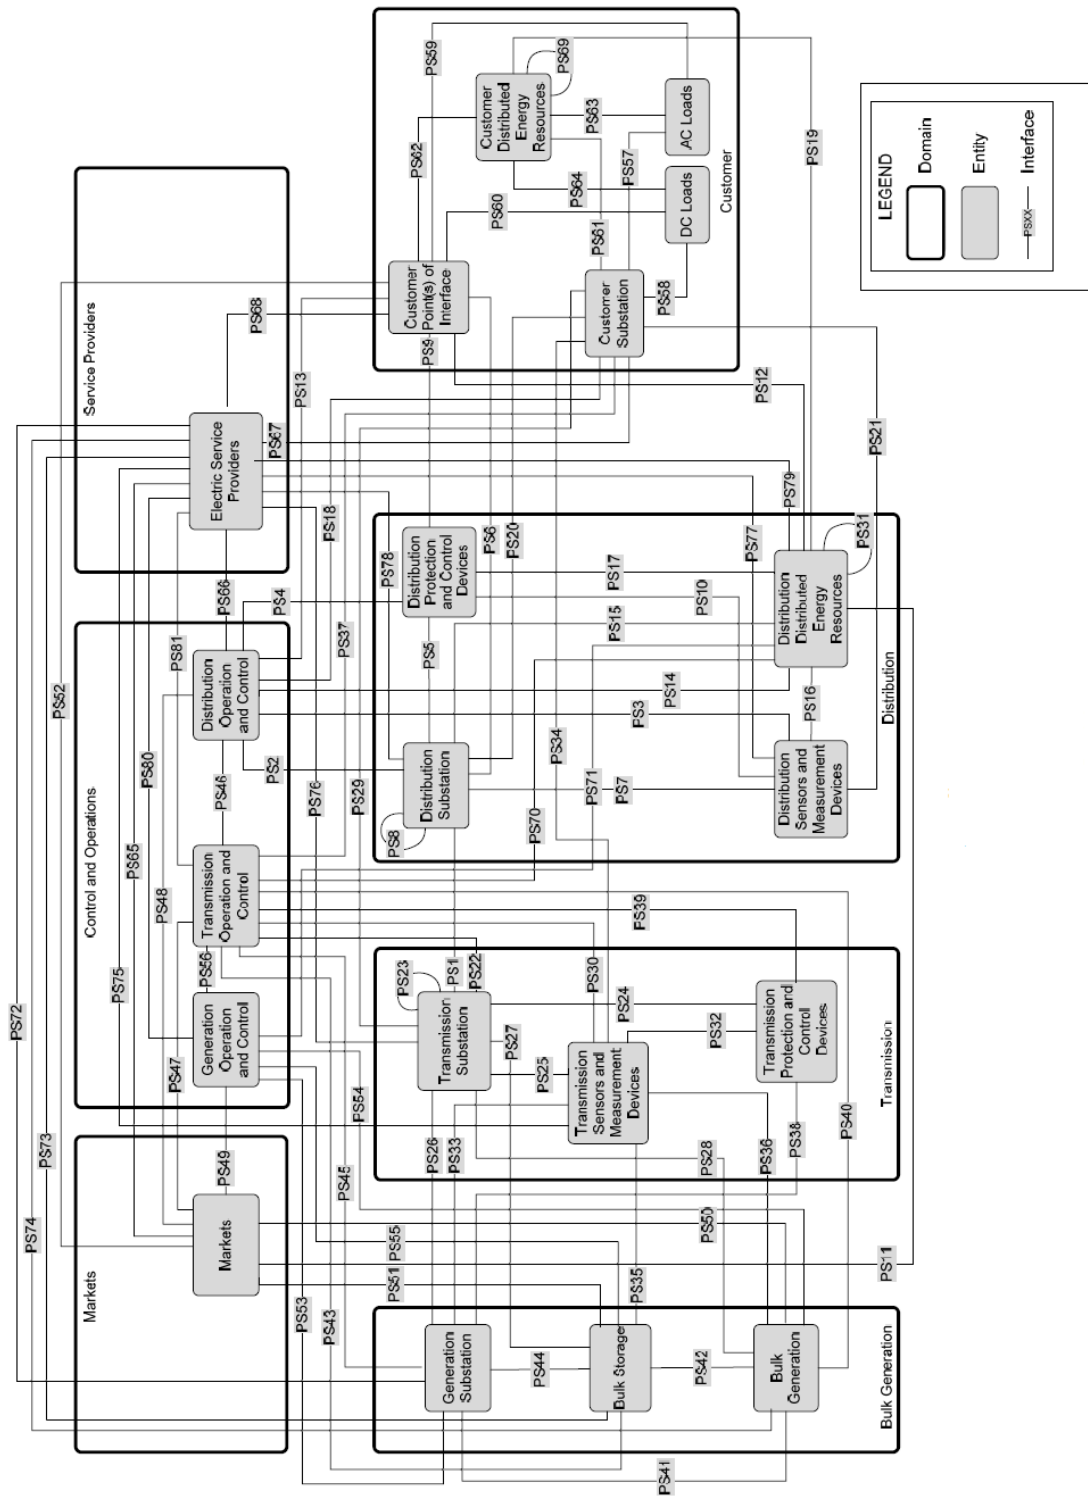 PS72
PS74
PS73
PS52
Markets
Control and Operations
Service Providers
PS75
PS65
PS80
PS47
PS48
PS81
Markets
PS49
Generation
Operation
and Control
PS56
Transmission
Operation and
Control
PS46
Distribution
Operation
and Control
PS66
Electric Service
Providers
PS68
PS53
PS43
PS45
PS54
PS76
PS29
PS37
PS18
PS4
PS2
PS67
PS13
PS51
PS55
Generation
Substation
PS44
Bulk Storage
PS42
Bulk
Generation
PS41
Bulk Generation
PS26
PS33
PS27
PS35
PS50
PS11
PS23
PS1
PS22
Transmission
Substation
PS25
PS24
PS30
Transmission
Sensors and
Measurement
Devices
PS32
PS39
Transmission
Protection and
Control
Devices
PS28
PS36
PS38
PS40
Transmission
PS8
Distribution
Substation
PS5
PS78
Distribution
Protection
and Control
Devices
PS6
PS20
PS34
PS70
PS71
PS7
PS15
PS17
PS3
PS14
PS10
PS77
PS79
Distribution
Sensors and
Measurement
Devices
PS16
Distribution
Distributed
Energy
Resources
PS31
Distribution
PS9
PS12
PS21
PS19
Customer
Point(s) of
Interface
PS62
PS59
PS60
Customer
Distributed
Energy
Resources
PS69
PS63
PS64
PS61
PS57
Customer
Substation
PS58
DC Loads
AC Loads
Customer
LEGEND
Domain
Entity
PSXX
Interface